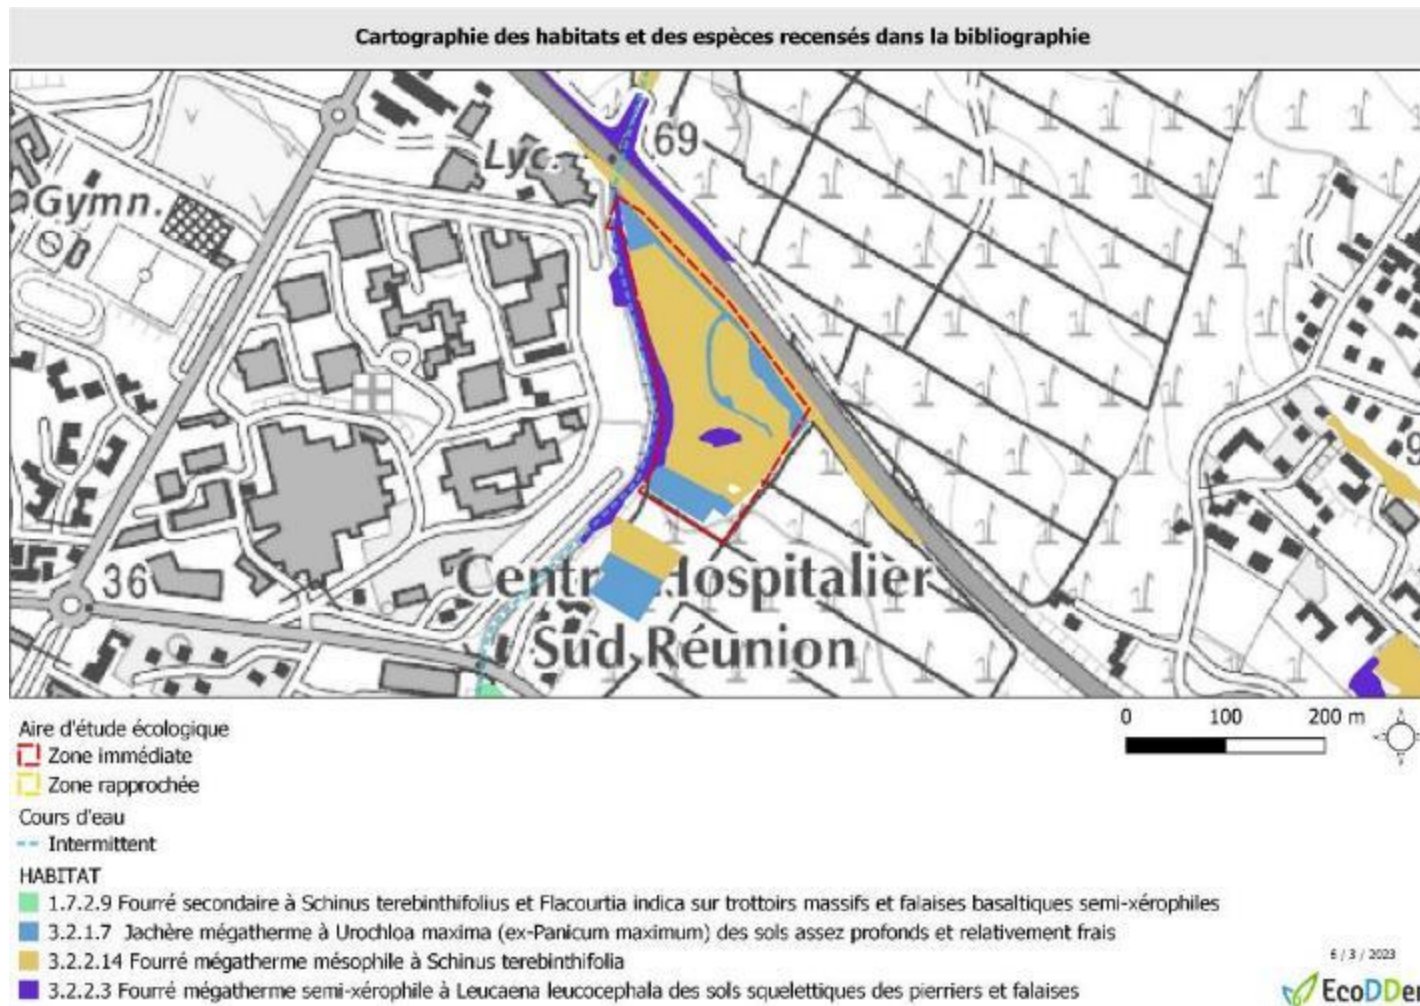 Cartographie des habitats et des espèces recensés dans la bibliographie
69
Lyc.
Gymn.
9
36
Centr Hospitalier
Sud Réunion
0 100 200 m
Aire d'étude écologique
Zone immédiate
Zone rapprochée
Cours d'eau
Intermittent
HABITAT
1.7.2.9 Fourré secondaire à Schinus terebinthifolius et Flacourtia indica sur trottoirs massifs et falaises basaltiques semi-xérophiles
3.2.1.7 Jachère mégatherme à Urochloa maxima (ex-Panicum maximum) des sols assez profonds et relativement frais
3.2.2.14 Fourré mégatherme mésophile à Schinus terebinthifolia
3.2.2.3 Fourré mégatherme semi-xérophile à Leucaena leucocephala des sols squelettiques des pierriers et falaises
6 / 3 / 2023
EcoDDen